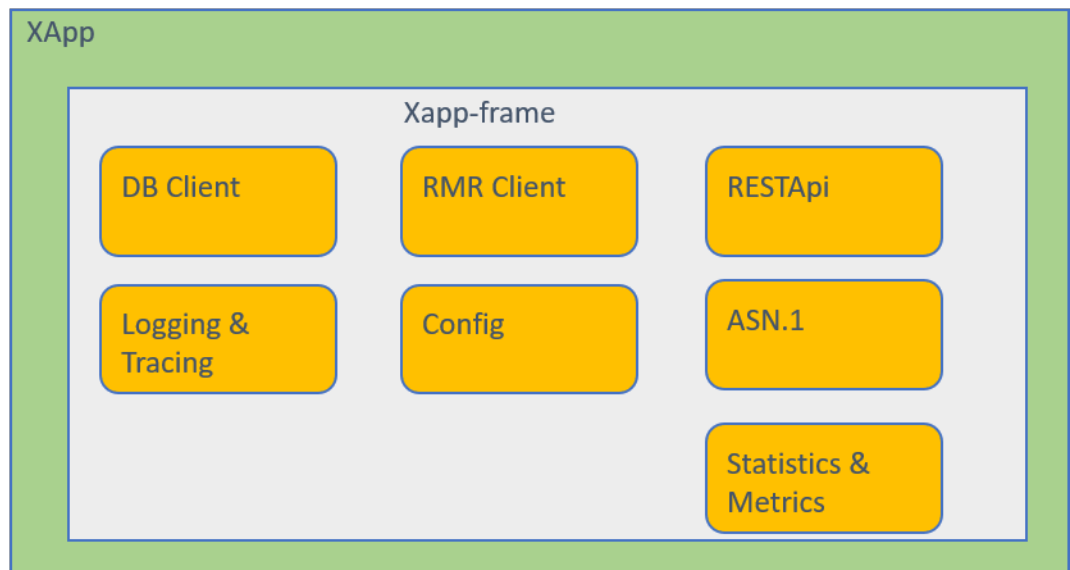 XApp
Xapp-frame
DB Client
RMR Client
RESTApi
Logging &
Tracing
Config
ASN.1
Statistics &
Metrics